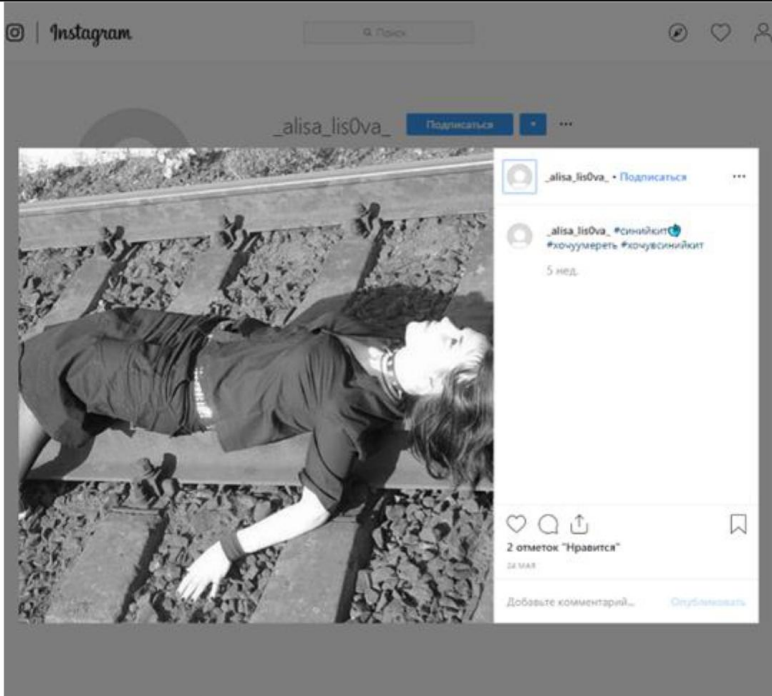 Instagram
Поиск
_alisa_lis0va_ Подписаться
_alisa_lis0va_ • Подписаться
_alisa_lis0va_ #синийкит
#хочуумереть #хочувсинийкит
5 нед.
2 отметок "Нравится"
24 МАЯ
Добавьте комментарий... Опубликовать